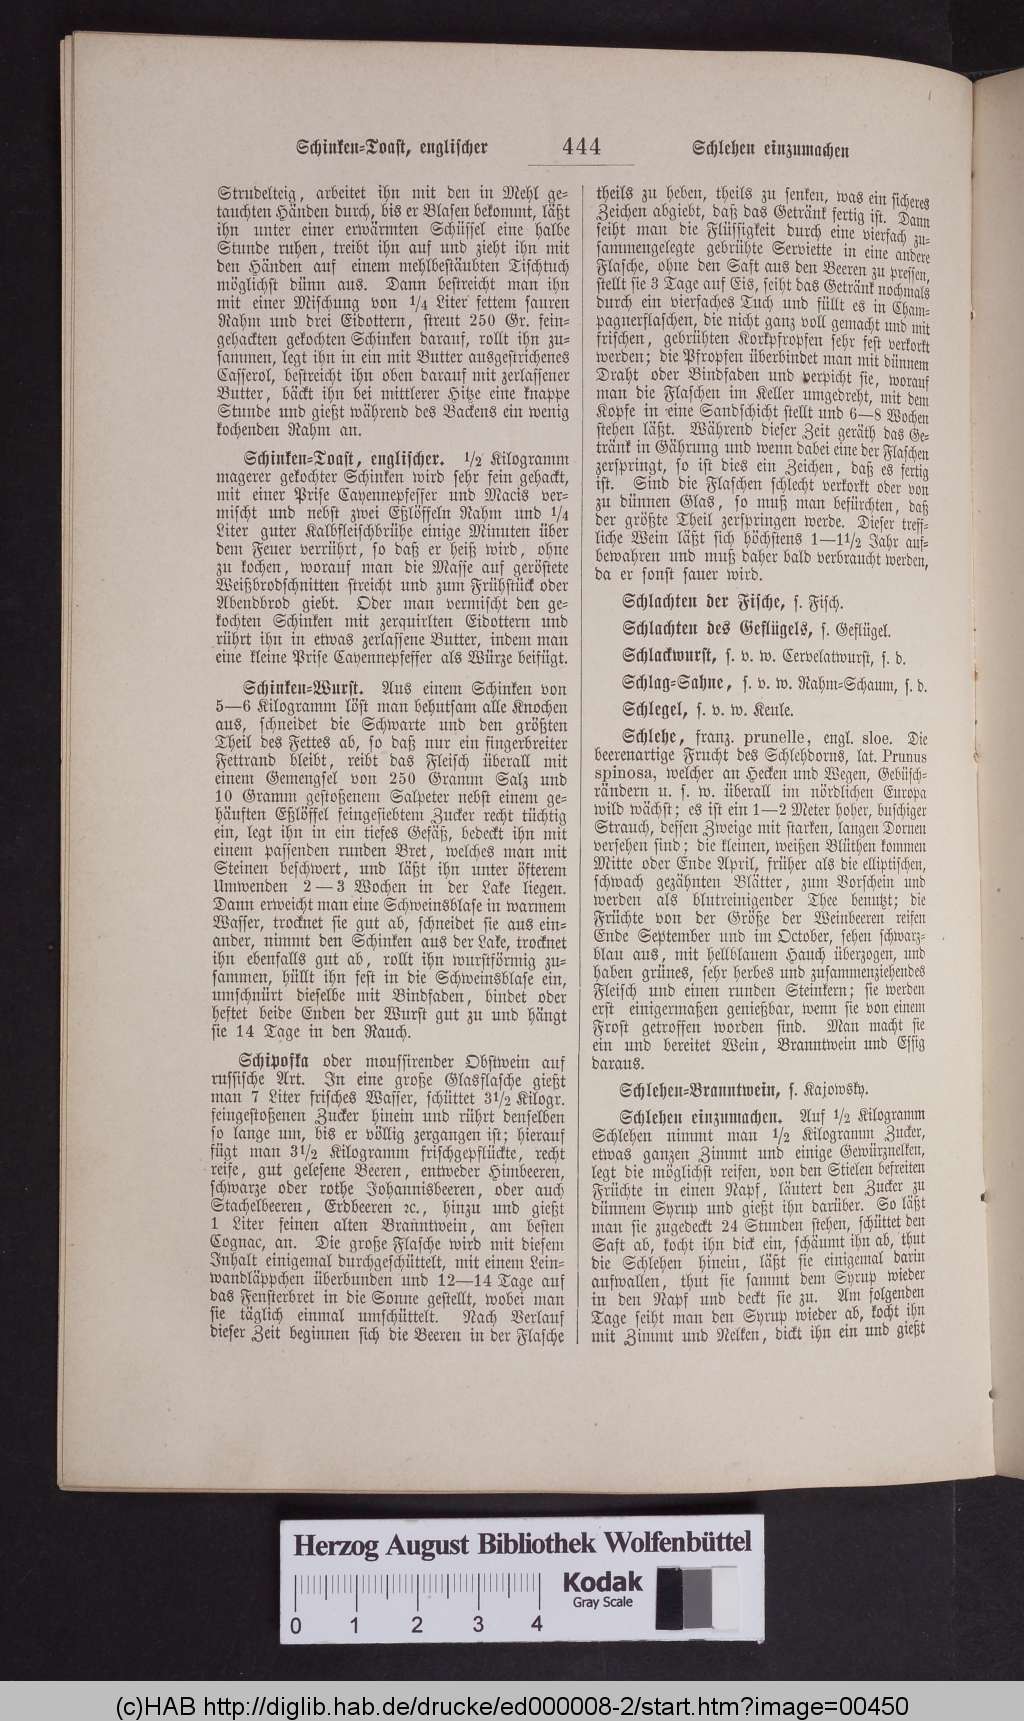 Schinken-Toast, englischer 444 Schlehen einzumachen
Strudelteig, arbeitet ihn mit den in Mehl ge-
tauchten Händen durch, bis er Blasen bekommt, läßt
ihn unter einer erwärmten Schüssel eine halbe
Stunde ruhen, treibt ihn auf und zieht ihn mit
den Händen auf einem mehlbestäubten Tischtuch
möglichst dünn aus. Dann bestreicht man ihn
mit einer Mischung von 1/4 Liter fettem sauren
Rahm und drei Eidottern, streut 250 Gr. fein-
gehackten gekochten Schinken darauf, rollt ihn zu-
sammen, legt ihn in ein mit Butter ausgestrichenes
Casserol, bestreicht ihn oben darauf mit zerlassener
Butter, bäckt ihn bei mittlerer Hitze eine knappe
Stunde und gießt während des Backens ein wenig
kochenden Rahm an.
Schinken-Toast, englischer. 1/2 Kilogramm
magerer gekochter Schinken wird sehr fein gehackt,
mit einer Prise Cayennepfeffer und Macis ver-
mischt und nebst zwei Eßlöffeln Rahm und 1/4
Liter guter Kalbfleischbrühe einige Minuten über
dem Feuer verrührt, so daß er heiß wird, ohne
zu kochen, worauf man die Masse auf geröstete
Weißbrodschnitten streicht und zum Frühstück oder
Abendbrod giebt. Oder man vermischt den ge-
kochten Schinken mit zerquirlten Eidottern und
rührt ihn in etwas zerlassene Butter, indem man
eine kleine Prise Cayennepfeffer als Würze beifügt.
Schinken-Wurst. Aus einem Schinken von
5—6 Kilogramm löst man behutsam alle Knochen
aus, schneidet die Schwarte und den größten
Theil des Fettes ab, so daß nur ein fingerbreiter
Fettrand bleibt, reibt das Fleisch überall mit
einem Gemengsel von 250 Gramm Salz und
10 Gramm gestoßenem Salpeter nebst einem ge-
häuften Eßlöffel feingesiebtem Zucker recht tüchtig
ein, legt ihn in ein tiefes Gefäß, bedeckt ihn mit
einem passenden runden Bret, welches man mit
Steinen beschwert, und läßt ihn unter öfterem
Umwenden 2—3 Wochen in der Lake liegen.
Dann erweicht man eine Schweinsblase in warmem
Wasser, trocknet sie gut ab, schneidet sie aus ein-
ander, nimmt den Schinken aus der Lake, trocknet
ihn ebenfalls gut ab, rollt ihn wurstförmig zu-
sammen, hüllt ihn fest in die Schweinsblase ein,
umschnürt dieselbe mit Bindfaden, bindet oder
heftet beide Enden der Wurst gut zu und hängt
sie 14 Tage in den Rauch.
Schiposka oder moussirender Obstwein auf
russische Art. In eine große Glasflasche gießt
man 7 Liter frisches Wasser, schüttet 31/2 Kilogr.
feingestoßenen Zucker hinein und rührt denselben
so lange um, bis er völlig zergangen ist; hierauf
fügt man 31/2 Kilogramm frischgepflückte, recht
reife, gut gelesene Beeren, entweder Himbeeren,
schwarze oder rothe Johannisbeeren, oder auch
Stachelbeeren, Erdbeeren ꝛc., hinzu und gießt
1 Liter feinen alten Branntwein, am besten
Cognac, an. Die große Flasche wird mit diesem
Inhalt einigemal durchgeschüttelt, mit einem Lein-
wandläppchen überbunden und 12—14 Tage auf
das Fensterbret in die Sonne gestellt, wobei man
sie täglich einmal umschüttelt. Nach Verlauf
dieser Zeit beginnen sich die Beeren in der Flasche
theils zu heben, theils zu senken, was ein sicheres
Zeichen abgiebt, daß das Getränk fertig ist. Dann
seiht man die Flüssigkeit durch eine vierfach zu-
sammengelegte gebrühte Serviette in eine andere
Flasche, ohne den Saft aus den Beeren zu pressen,
stellt sie 3 Tage auf Eis, seiht das Getränk nochmals
durch ein vierfaches Tuch und füllt es in Cham-
pagnerflaschen, die nicht ganz voll gemacht und mit
frischen, gebrühten Korkpfropfen sehr fest verkorkt
werden; die Pfropfen überbindet man mit dünnem
Draht oder Bindfaden und verpicht sie, worauf
man die Flaschen im Keller umgedreht, mit dem
Kopfe in eine Sandschicht stellt und 6—8 Wochen
stehen läßt. Während dieser Zeit geräth das Ge-
tränk in Gährung und wenn dabei eine der Flaschen
zerspringt, so ist dies ein Zeichen, daß es fertig
ist. Sind die Flaschen schlecht verkorkt oder von
zu dünnen Glas, so muß man befürchten, daß
der größte Theil zerspringen werde. Dieser treff-
liche Wein läßt sich höchstens 1—11/2 Jahr auf-
bewahren und muß daher bald verbraucht werden,
da er sonst sauer wird.
Schlachten der Fische, s. Fisch.
Schlachten des Geflügels, s. Geflügel.
Schlackwurst, s. v. w. Cervelatwurst, s. d.
Schlag-Sahne, s. v. w. Rahm-Schaum, s. d.
Schlegel, s. v. w. Keule.
Schlehe, franz. prunelle, engl. sloe. Die
beerenartige Frucht des Schlehdorns, lat. Prunus
spinosa, welcher an Hecken und Wegen, Gebüsch-
rändern u. s. w. überall im nördlichen Europa
wild wächst; es ist ein 1—2 Meter hoher, buschiger
Strauch, dessen Zweige mit starken, langen Dornen
versehen sind; die kleinen, weißen Blüthen kommen
Mitte oder Ende April, früher als die elliptischen,
schwach gezähnten Blätter, zum Vorschein und
werden als blutreinigender Thee benutzt; die
Früchte von der Größe der Weinbeeren reifen
Ende September und im October, sehen schwarz-
blau aus, mit hellblauem Hauch überzogen, und
haben grünes, sehr herbes und zusammenziehendes
Fleisch und einen runden Steinkern; sie werden
erst einigermaßen genießbar, wenn sie von einem
Frost getroffen worden sind. Man macht sie
ein und bereitet Wein, Branntwein und Essig
daraus.
Schlehen-Branntwein, s. Kajowsky.
Schlehen einzumachen. Auf 1/2 Kilogramm
Schlehen nimmt man 1/2 Kilogramm Zucker,
etwas ganzen Zimmt und einige Gewürznelken,
legt die möglichst reifen, von den Stielen befreiten
Früchte in einen Napf, läutert den Zucker zu
dünnem Syrup und gießt ihn darüber. So läßt
man sie zugedeckt 24 Stunden stehen, schüttet den
Saft ab, kocht ihn dick ein, schäumt ihn ab, thut
die Schlehen hinein, läßt sie einigemal darin
aufwallen, thut sie sammt dem Syrup wieder
in den Napf und deckt sie zu. Am folgenden
Tage seiht man den Syrup wieder ab, kocht ihn
mit Zimmt und Nelken, dickt ihn ein und gießt
Herzog August Bibliothek Wolfenbüttel
Kodak
Gray Scale
0 1 2 3 4
(c)HAB http://diglib.hab.de/drucke/ed000008-2/start.htm?image=00450